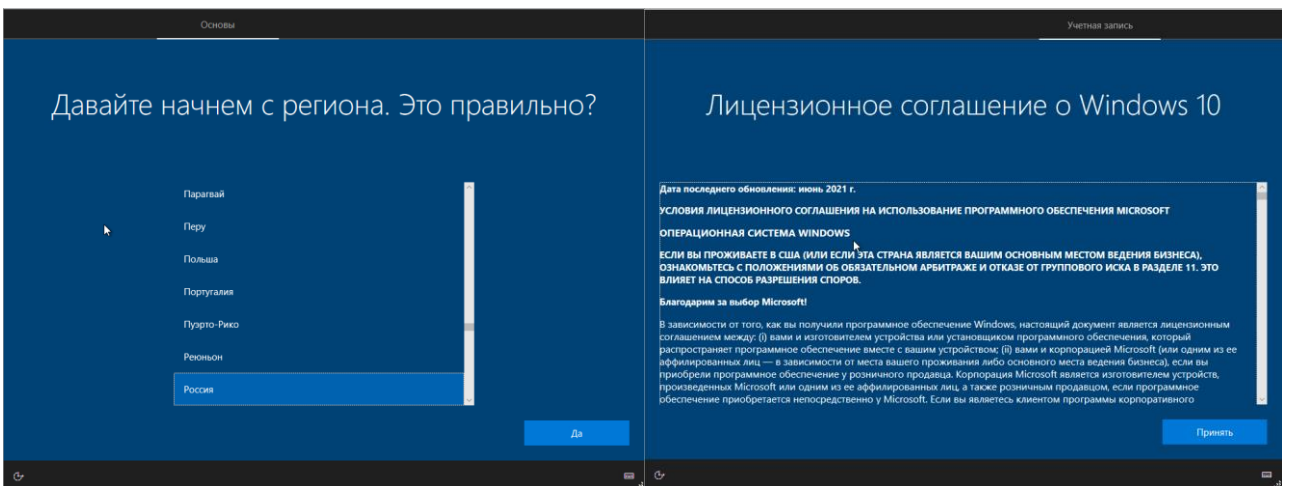 Основы
Давайте начнем с региона. Это правильно?
Парагвай
Перу
Польша
Португалия
Пуэрто-Рико
Реюньон
Россия
Да
Учетная запись
Лицензионное соглашение о Windows 10
Дата последнего обновления: июнь 2021 г.
УСЛОВИЯ ЛИЦЕНЗИОННОГО СОГЛАШЕНИЯ НА ИСПОЛЬЗОВАНИЕ ПРОГРАММНОГО ОБЕСПЕЧЕНИЯ MICROSOFT
ОПЕРАЦИОННАЯ СИСТЕМА WINDOWS
ЕСЛИ ВЫ ПРОЖИВАЕТЕ В США (ИЛИ ЕСЛИ ЭТА СТРАНА ЯВЛЯЕТСЯ ВАШИМ ОСНОВНЫМ МЕСТОМ ВЕДЕНИЯ БИЗНЕСА),
ОЗНАКОМЬТЕСЬ С ПОЛОЖЕНИЯМИ ОБ ОБЯЗАТЕЛЬНОМ АРБИТРАЖЕ И ОТКАЗЕ ОТ ГРУППОВОГО ИСКА В РАЗДЕЛЕ 11. ЭТО
ВЛИЯЕТ НА СПОСОБ РАЗРЕШЕНИЯ СПОРОВ.
Благодарим за выбор Microsoft!
В зависимости от того, как вы получили программное обеспечение Windows, настоящий документ является лицензионным
соглашением между: (i) вами и изготовителем устройства или установщиком программного обеспечения, который
распространяет программное обеспечение вместе с вашим устройством; (ii) вами и корпорацией Microsoft (или одним из ее
аффилированных лиц — в зависимости от места вашего проживания либо основного места ведения бизнеса), если вы
приобрели программное обеспечение у розничного продавца. Корпорация Microsoft является изготовителем устройств,
произведенных Microsoft или одним из ее аффилированных лиц, а также розничным продавцом, если программное
обеспечение приобретается непосредственно у Microsoft. Если вы являетесь клиентом программы корпоративного
Принять